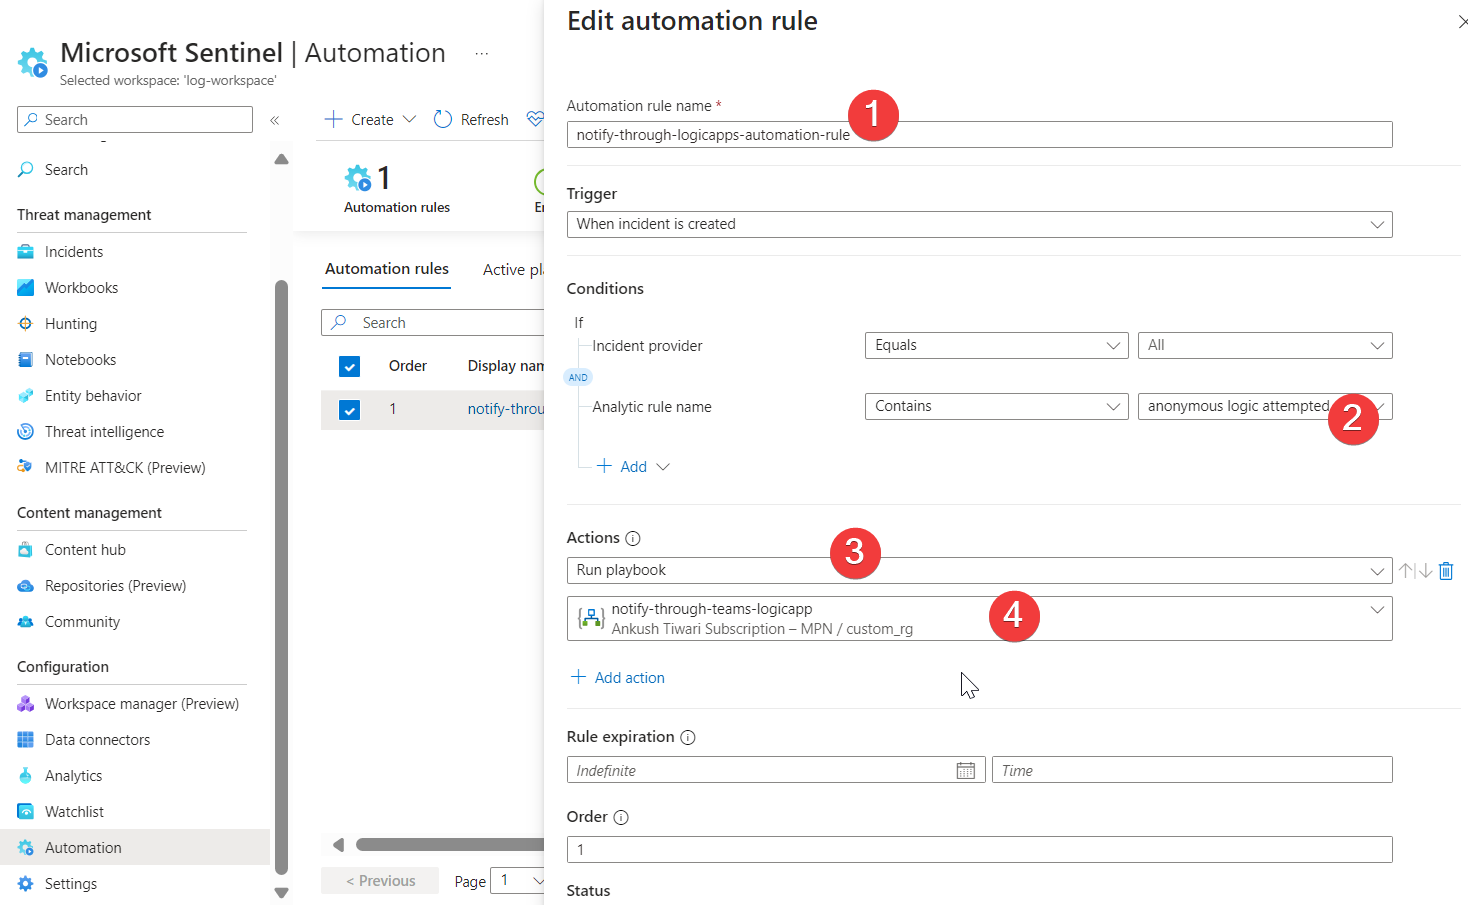 Microsoft Sentinel | Automation ...
Selected workspace: 'log-workspace'
Search
«
Search
Threat management
Incidents
Workbooks
Hunting
Notebooks
Entity behavior
Threat intelligence
MITRE ATT&CK (Preview)
Content management
Content hub
Repositories (Preview)
Community
Configuration
Workspace manager (Preview)
Data connectors
Analytics
Watchlist
Automation
Settings
Create
Refresh
1
Automation rules
Automation rules
Active
Search
Order
Display
1
< Previous
Page
1
Edit automation rule
Automation rule name *
1
notify-through-logicapps-automation-rule
Trigger
When incident is created
Conditions
If
Incident provider
Equals
All
AND
Analytic rule name
Contains
anonymous logic attempted
2
Add
Actions
3
Run playbook
notify-through-teams-logicapp
4
Ankush Tiwari Subscription – MPN / custom_rg
Add action
Rule expiration
Indefinite
Time
Order
1
Status